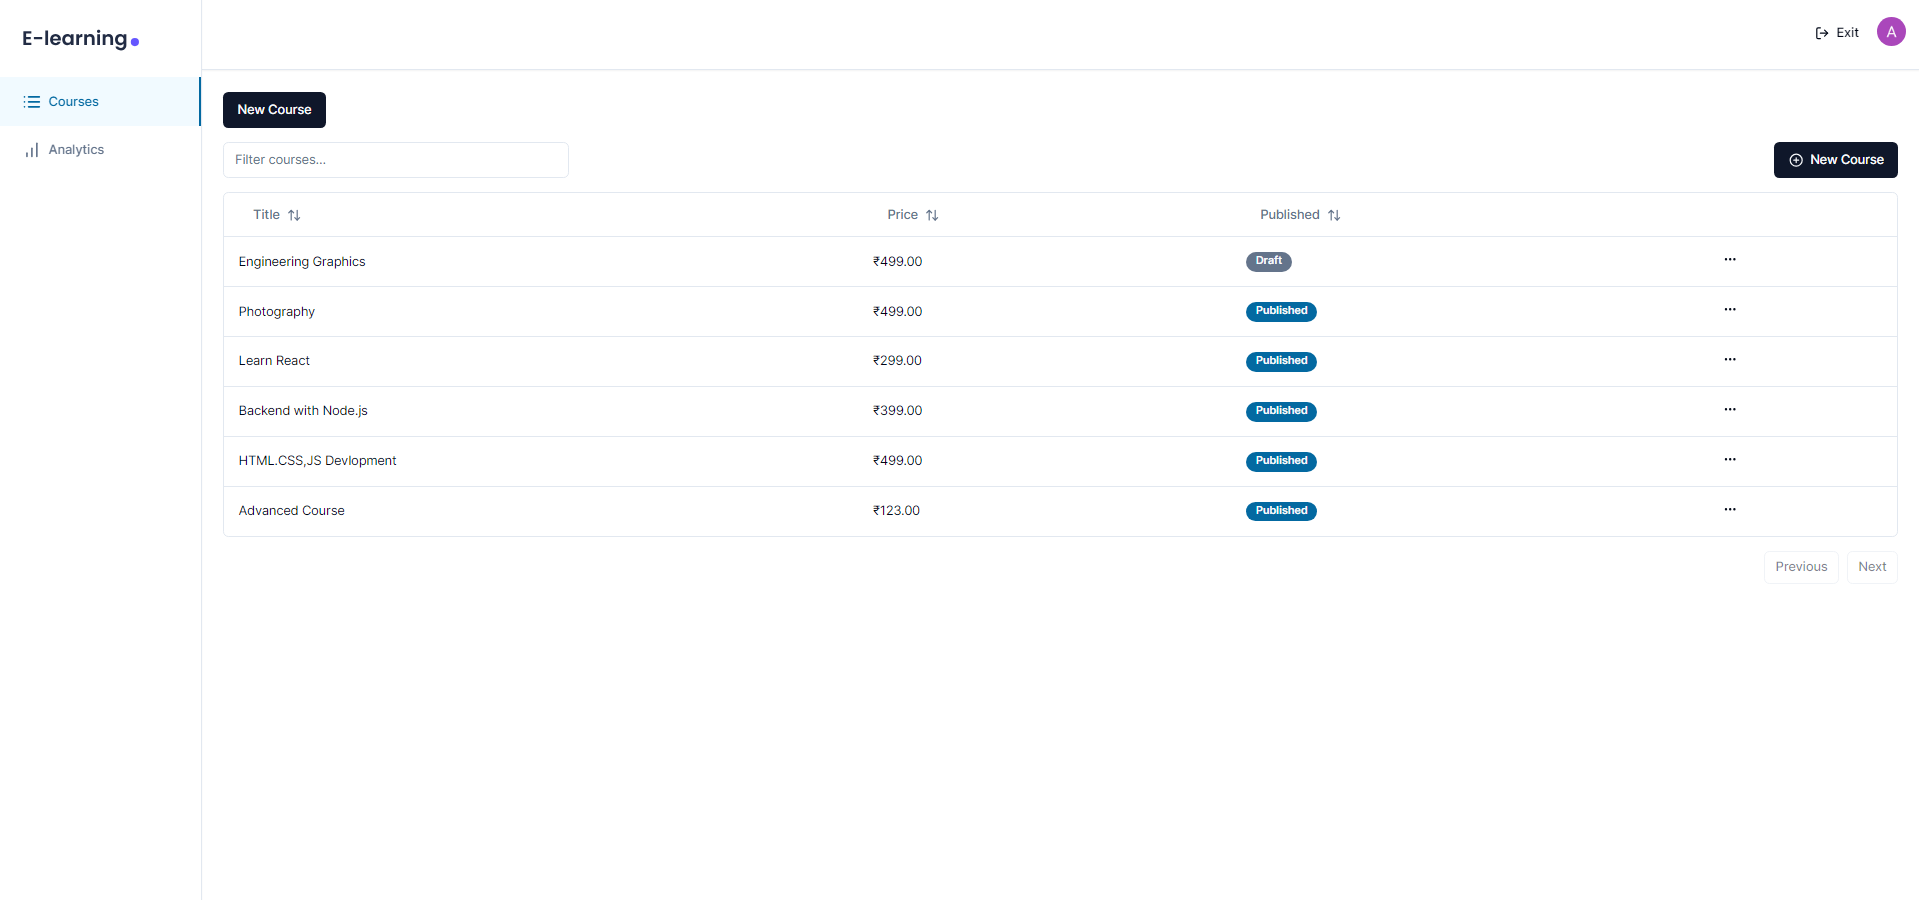 E-learning
Exit
A
Courses
Analytics
New Course
Filter courses...
New Course
Title Price Published
Engineering Graphics ₹499.00 Draft ...
Photography ₹499.00 Published ...
Learn React ₹299.00 Published ...
Backend with Node.js ₹399.00 Published ...
HTML.CSS,JS Devlopment ₹499.00 Published ...
Advanced Course ₹123.00 Published ...
Previous Next